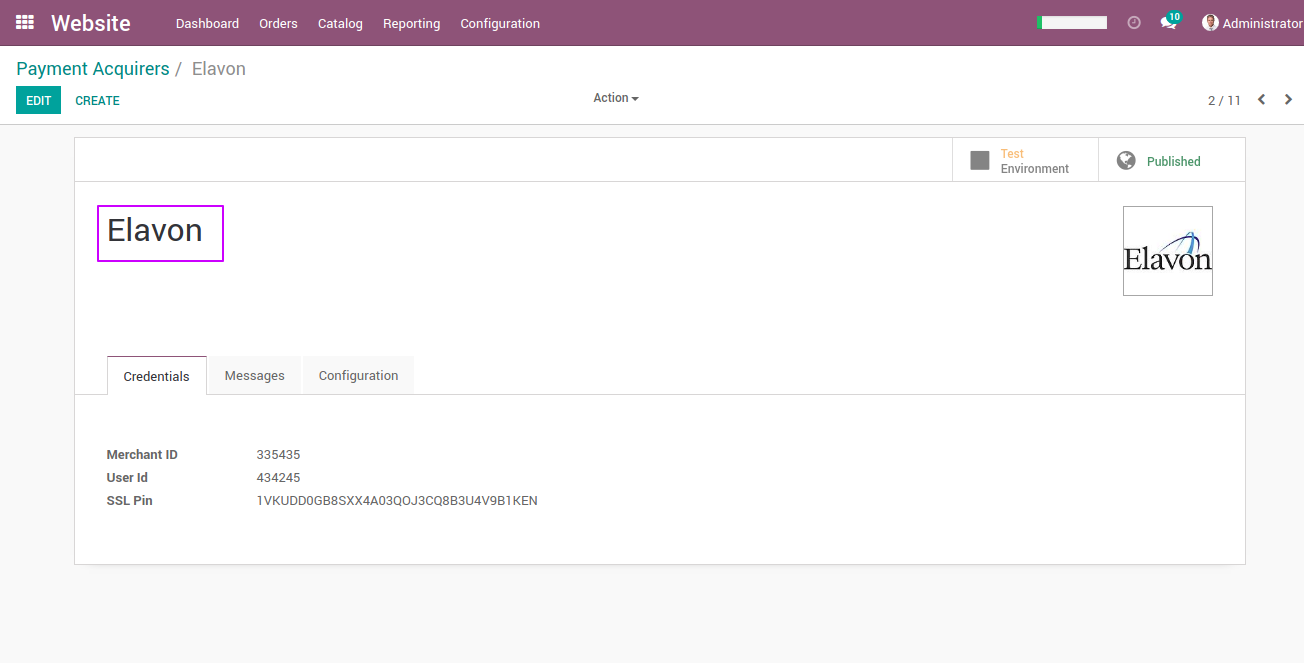 Website Dashboard Orders Catalog Reporting Configuration 10 Administrator
Payment Acquirers / Elavon
EDIT CREATE Action 2 / 11
Test
Environment
Published
Elavon
Elavon
Credentials Messages Configuration
Merchant ID 335435
User Id 434245
SSL Pin 1VKUDD0GB8SXX4A03QOJ3CQ8B3U4V9B1KEN